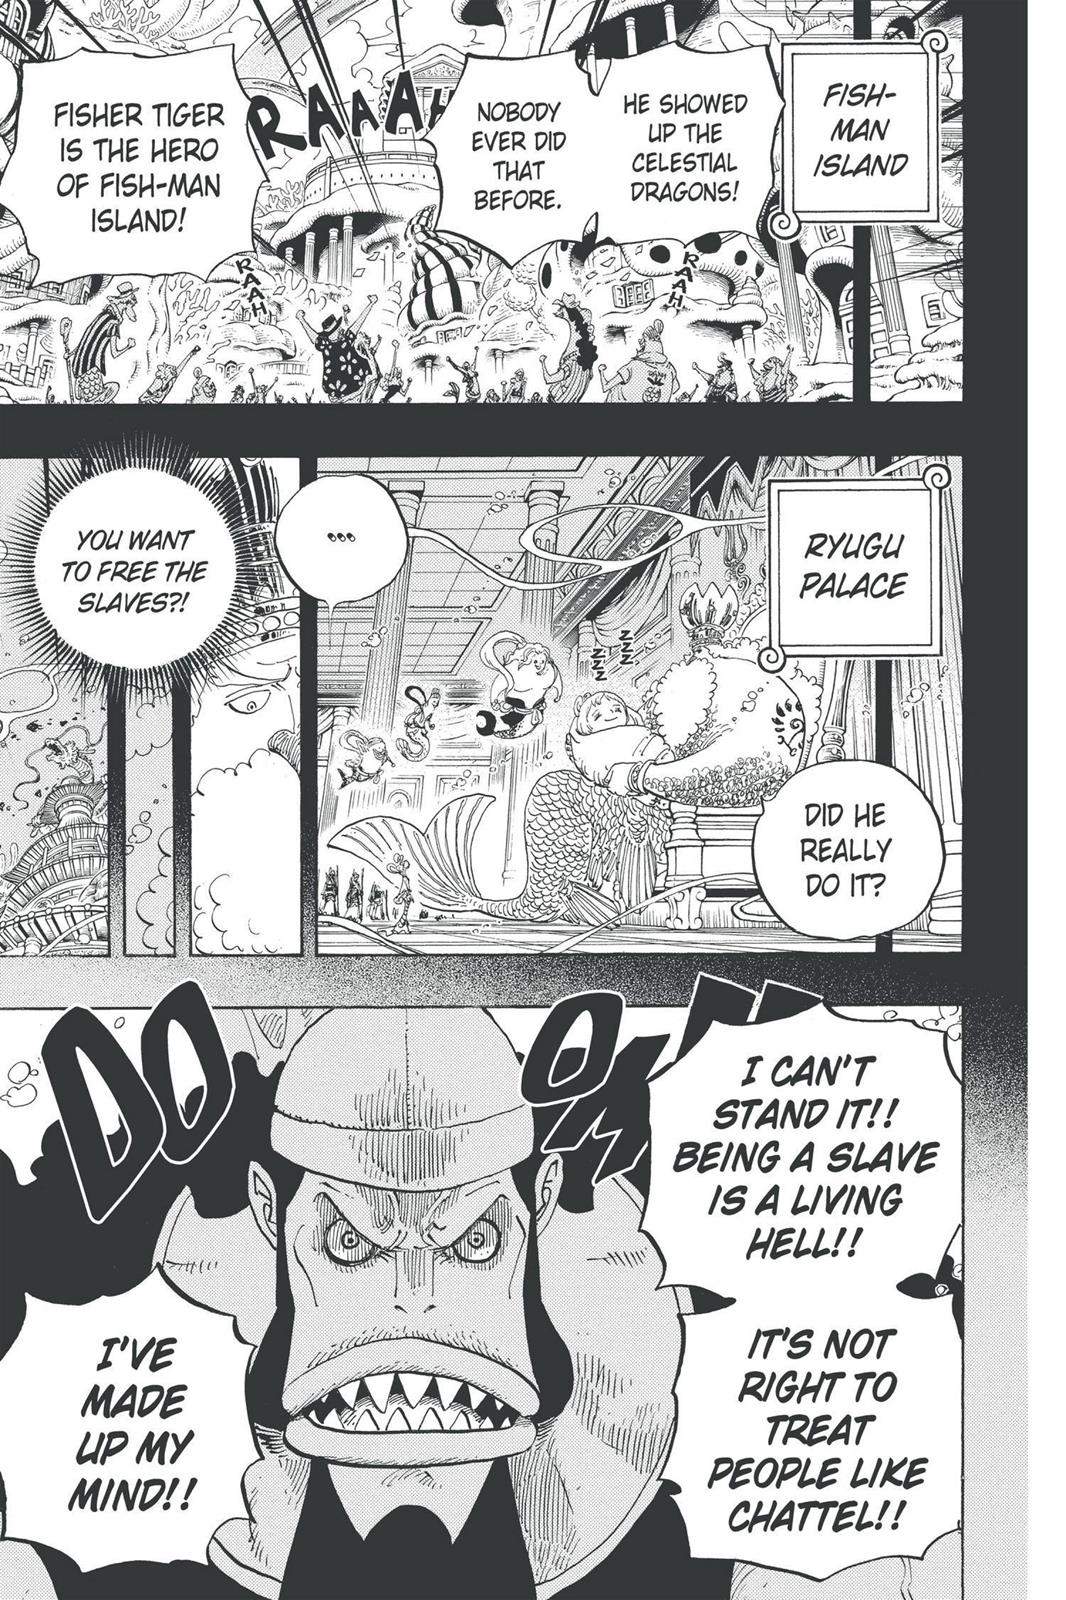 FISH-
MAN
ISLAND
HE SHOWED
UP THE
CELESTIAL
DRAGONS!
NOBODY
EVER DID
THAT
BEFORE.
RAAAAH
FISHER TIGER
IS THE HERO
OF FISH-MAN
ISLAND!
RAAH
RAAH
RYUGU
PALACE
ZZZ
ZZZ
DID HE
REALLY
DO IT?
...
YOU WANT
TO FREE THE
SLAVES?!
DOOM
I CAN'T
STAND IT!!
BEING A SLAVE
IS A LIVING
HELL!!
IT'S NOT
RIGHT TO
TREAT
PEOPLE LIKE
CHATTEL!!
I'VE
MADE
UP MY
MIND!!